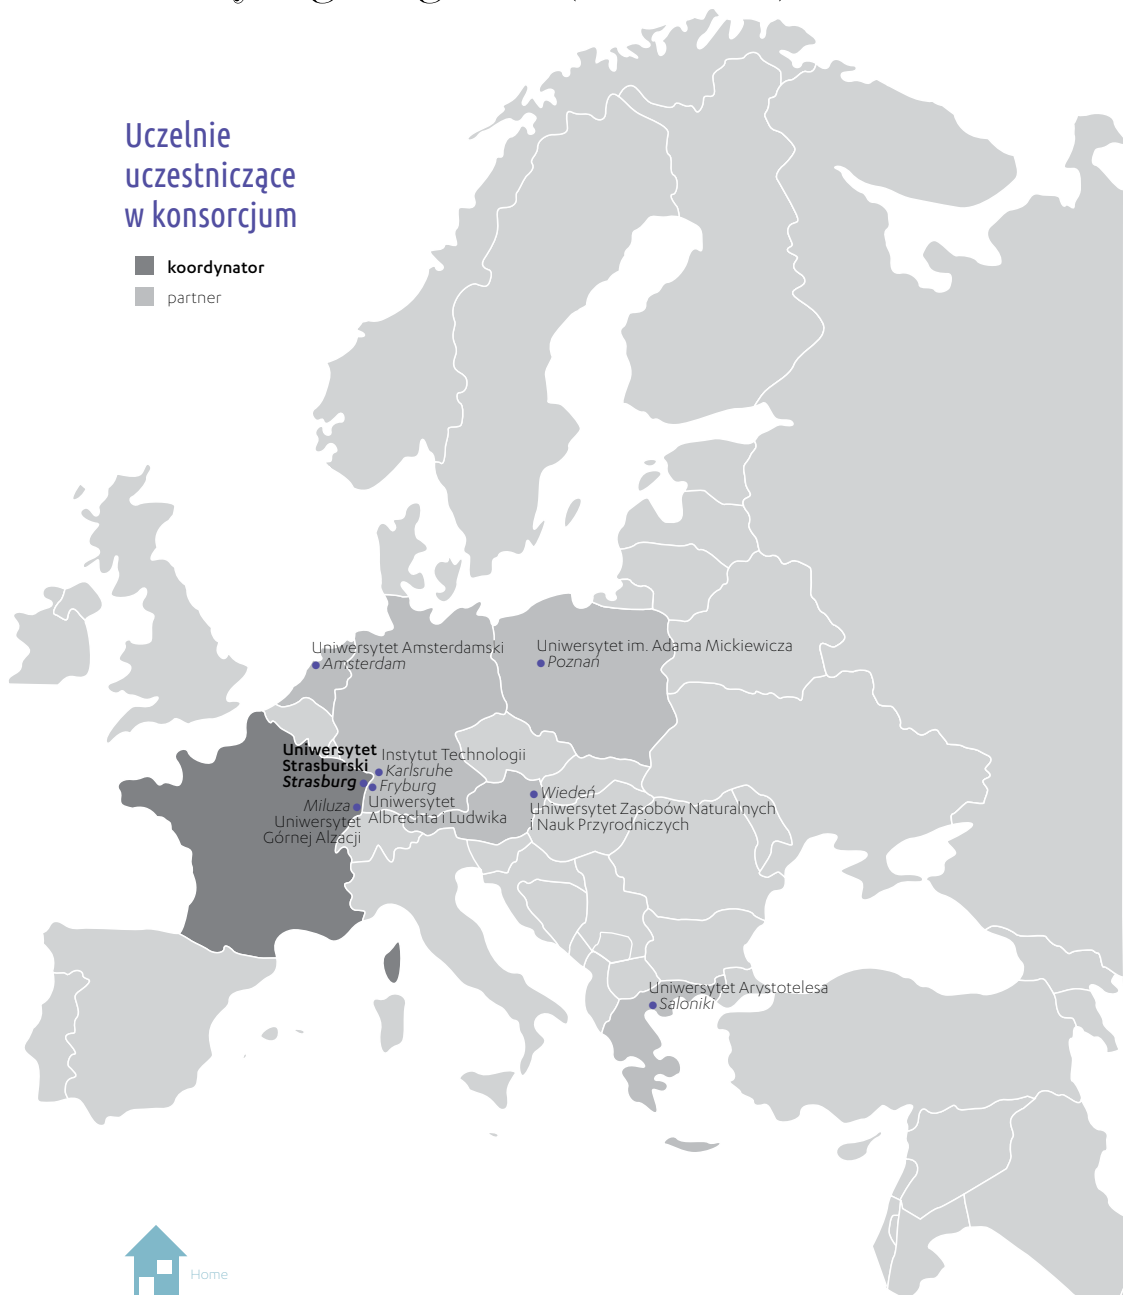 Uczelnie
uczestniczące
w konsorcjum
koordynator
partner
Uniwersytet Amsterdamski
Amsterdam
Uniwersytet im. Adama Mickiewicza
Poznań
Uniwersytet
Strasburski
Strasburg
Instytut Technologii
Karlsruhe
Fryburg
Uniwersytet
Albrechta i Ludwika
Miluza
Uniwersytet
Górnej Alzacji
Wiedeń
Uniwersytet Zasobów Naturalnych
i Nauk Przyrodniczych
Uniwersytet Arystotelesa
Saloniki
Home